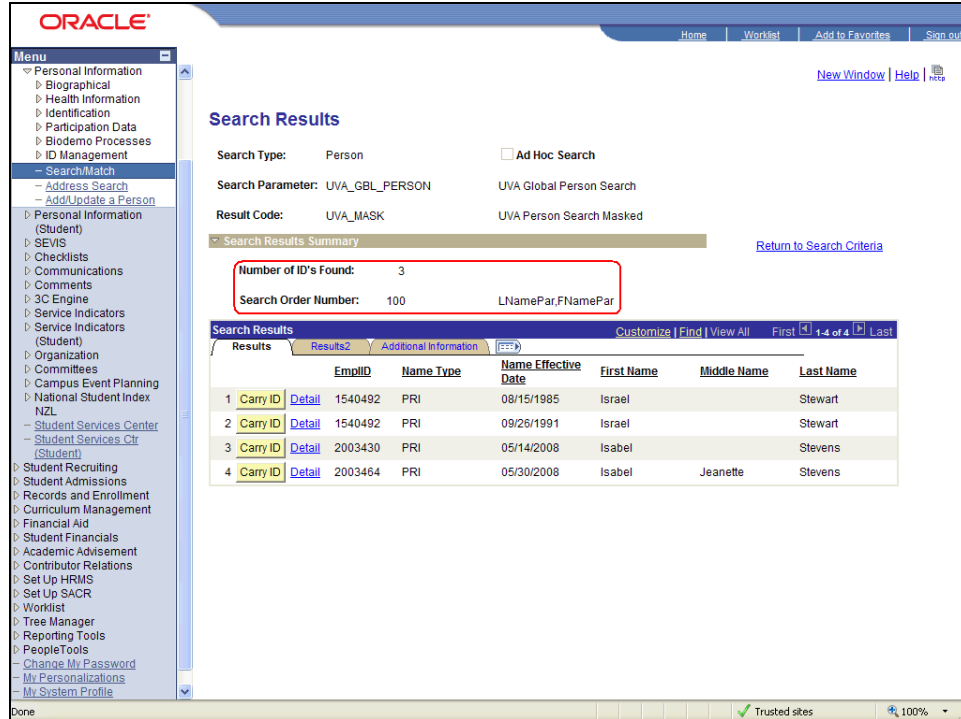 ORACLE
Home Worklist Add to Favorites Sign out
Menu
Personal Information
Biographical
Health Information
Identification
Participation Data
Biodemo Processes
ID Management
Search/Match
Address Search
Add/Update a Person
Personal Information
(Student)
SEVIS
Checklists
Communications
Comments
3C Engine
Service Indicators
Service Indicators
(Student)
Organization
Committees
Campus Event Planning
National Student Index
NZL
Student Services Center
Student Services Ctr
(Student)
Student Recruiting
Student Admissions
Records and Enrollment
Curriculum Management
Financial Aid
Student Financials
Academic Advisement
Contributor Relations
Set Up HRMS
Set Up SACR
Worklist
Tree Manager
Reporting Tools
PeopleTools
Change My Password
My Personalizations
My System Profile
New Window | Help | http
Search Results
Search Type: Person Ad Hoc Search
Search Parameter: UVA_GBL_PERSON UVA Global Person Search
Result Code: UVA_MASK UVA Person Search Masked
Search Results Summary
Return to Search Criteria
Number of ID's Found: 3
Search Order Number: 100 LNamePar,FNamePar
Search Results Customize | Find | View All First 1-4 of 4 Last
Results Results2 Additional Information
EmplID Name Type Name Effective Date First Name Middle Name Last Name
1 Carry ID Detail 1540492 PRI 08/15/1985 Israel Stewart
2 Carry ID Detail 1540492 PRI 09/26/1991 Israel Stewart
3 Carry ID Detail 2003430 PRI 05/14/2008 Isabel Stevens
4 Carry ID Detail 2003464 PRI 05/30/2008 Isabel Jeanette Stevens
Done Trusted sites 100%